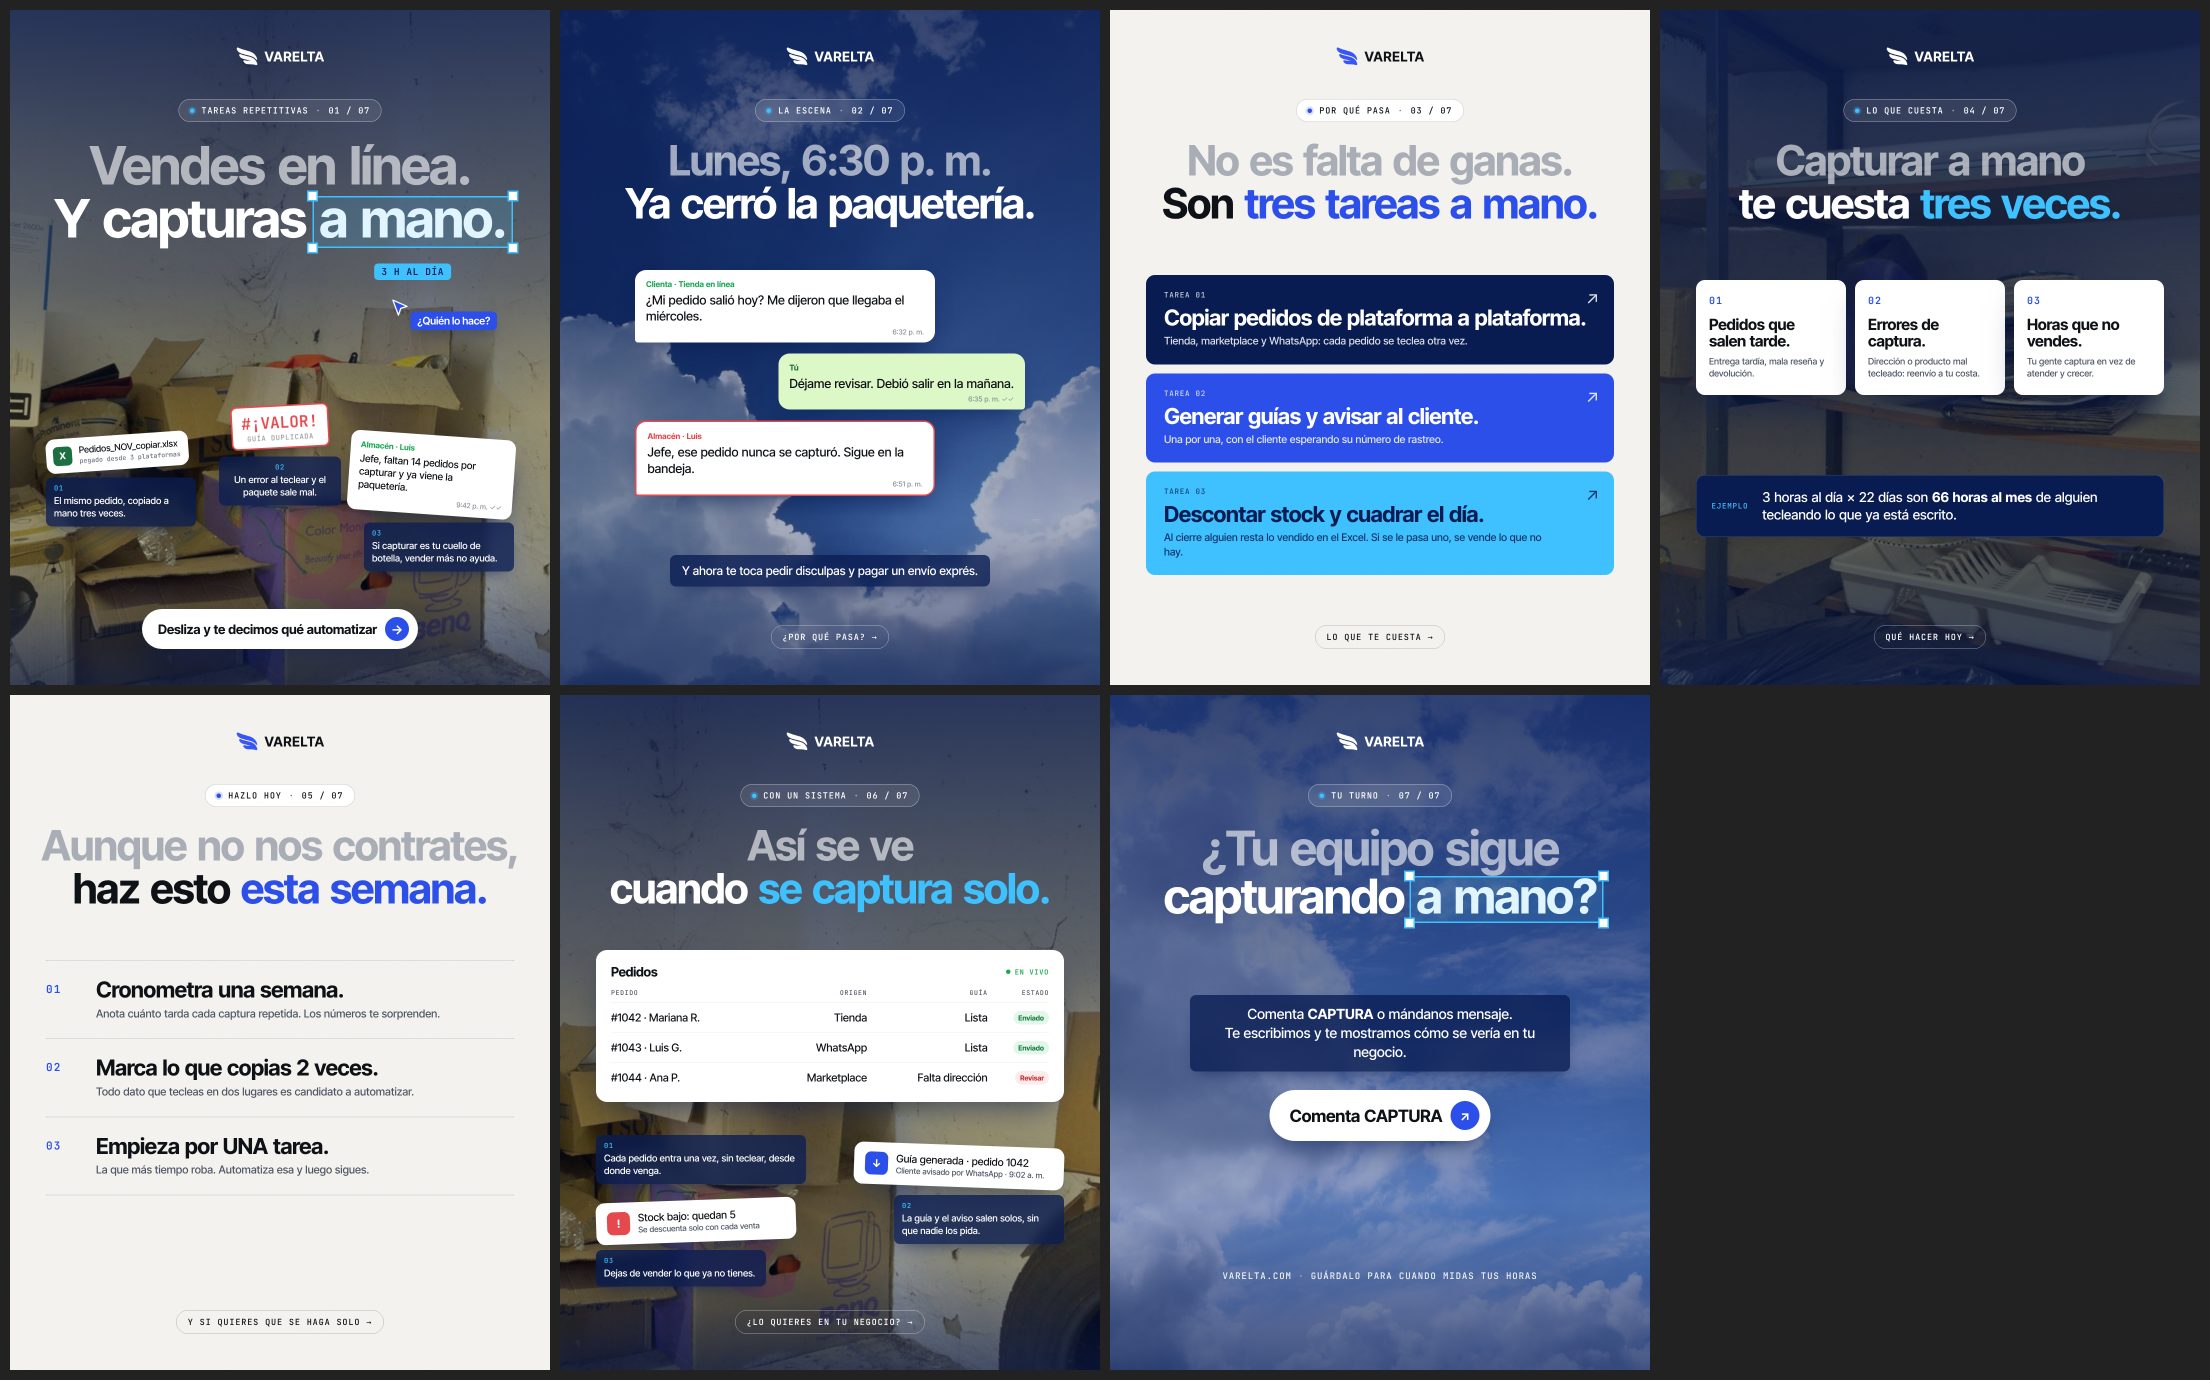 VARELTA
TAREAS REPETITIVAS · 01 / 07
Vendes en línea.
Y capturas a mano.
3 H AL DÍA
¿Quién lo hace?
#¡VALOR!
GUÍA DUPLICADA
X
Pedidos_NOV_copiar.xlsx
pegado desde 3 plataformas
01
El mismo pedido, copiado a
mano tres veces.
02
Un error al teclear y el
paquete sale mal.
Almacén · Luis
Jefe, faltan 14 pedidos por
capturar y ya viene la
paquetería.
9:42 p. m. ✓✓
03
Si capturar es tu cuello de
botella, vender más no ayuda.
Desliza y te decimos qué automatizar →
VARELTA
LA ESCENA · 02 / 07
Lunes, 6:30 p. m.
Ya cerró la paquetería.
Clienta · Tienda en línea
¿Mi pedido salió hoy? Me dijeron que llegaba el
miércoles.
6:32 p. m.
Tú
Déjame revisar. Debió salir en la mañana.
6:35 p. m. ✓✓
Almacén · Luis
Jefe, ese pedido nunca se capturó. Sigue en la
bandeja.
6:51 p. m.
Y ahora te toca pedir disculpas y pagar un envío exprés.
¿POR QUÉ PASA? →
VARELTA
POR QUÉ PASA · 03 / 07
No es falta de ganas.
Son tres tareas a mano.
TAREA 01
Copiar pedidos de plataforma a plataforma.
Tienda, marketplace y WhatsApp: cada pedido se teclea otra vez.
TAREA 02
Generar guías y avisar al cliente.
Una por una, con el cliente esperando su número de rastreo.
TAREA 03
Descontar stock y cuadrar el día.
Al cierre alguien resta lo vendido en el Excel. Si se le pasa uno, se vende lo que no
hay.
LO QUE TE CUESTA →
VARELTA
LO QUE CUESTA · 04 / 07
Capturar a mano
te cuesta tres veces.
01
Pedidos que
salen tarde.
Entrega tardía, mala reseña y
devolución.
02
Errores de
captura.
Dirección o producto mal
tecleado: reenvío a tu costa.
03
Horas que no
vendes.
Tu gente captura en vez de
atender y crecer.
EJEMPLO
3 horas al día × 22 días son 66 horas al mes de alguien
tecleando lo que ya está escrito.
QUÉ HACER HOY →
VARELTA
HAZLO HOY · 05 / 07
Aunque no nos contrates,
haz esto esta semana.
01
Cronometra una semana.
Anota cuánto tarda cada captura repetida. Los números te sorprenden.
02
Marca lo que copias 2 veces.
Todo dato que tecleas en dos lugares es candidato a automatizar.
03
Empieza por UNA tarea.
La que más tiempo roba. Automatiza esa y luego sigues.
Y SI QUIERES QUE SE HAGA SOLO →
VARELTA
CON UN SISTEMA · 06 / 07
Así se ve
cuando se captura solo.
Pedidos
EN VIVO
PEDIDO ORIGEN GUÍA ESTADO
#1042 · Mariana R. Tienda Lista Enviado
#1043 · Luis G. WhatsApp Lista Enviado
#1044 · Ana P. Marketplace Falta dirección Revisar
01
Cada pedido entra una vez, sin teclear, desde
donde venga.
Guía generada · pedido 1042
Cliente avisado por WhatsApp · 9:02 a. m.
02
La guía y el aviso salen solos, sin
que nadie los pida.
!
Stock bajo: quedan 5
Se descuenta solo con cada venta
03
Dejas de vender lo que ya no tienes.
BenQ
¿LO QUIERES EN TU NEGOCIO? →
VARELTA
TU TURNO · 07 / 07
¿Tu equipo sigue
capturando a mano?
Comenta CAPTURA o mándanos mensaje.
Te escribimos y te mostramos cómo se vería en tu
negocio.
Comenta CAPTURA
VARELTA.COM · GUÁRDALO PARA CUANDO MIDAS TUS HORAS